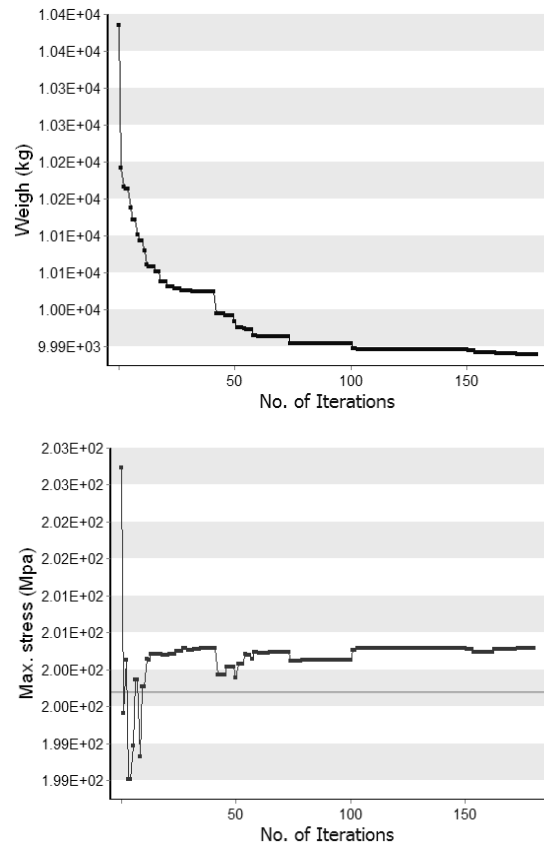 1.04E+04
1.04E+04
1.03E+04
1.03E+04
1.02E+04
1.02E+04
1.01E+04
1.01E+04
1.00E+04
9.99E+03
Weigh (kg)
50
100
150
No. of Iterations
2.03E+02
2.03E+02
2.02E+02
2.02E+02
2.01E+02
2.01E+02
2.00E+02
2.00E+02
1.99E+02
1.99E+02
Max. stress (Mpa)
0
50
100
150
No. of Iterations